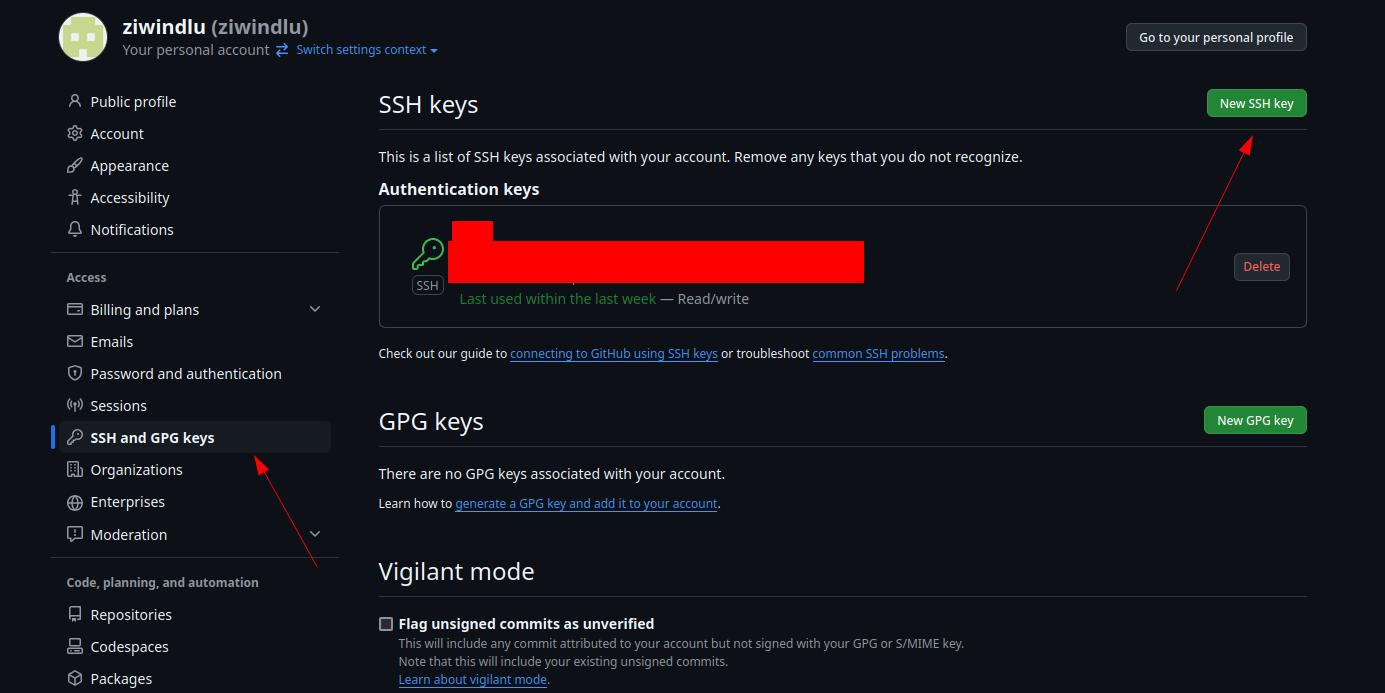 ziwindlu (ziwindlu)
Your personal account Switch settings context
Go to your personal profile
Public profile
Account
Appearance
Accessibility
Notifications
Access
Billing and plans
Emails
Password and authentication
Sessions
SSH and GPG keys
Organizations
Enterprises
Moderation
Code, planning, and automation
Repositories
Codespaces
Packages
SSH keys
New SSH key
This is a list of SSH keys associated with your account. Remove any keys that you do not recognize.
Authentication keys
SSH
Last used within the last week — Read/write
Delete
Check out our guide to connecting to GitHub using SSH keys or troubleshoot common SSH problems.
GPG keys
New GPG key
There are no GPG keys associated with your account.
Learn how to generate a GPG key and add it to your account.
Vigilant mode
Flag unsigned commits as unverified
This will include any commit attributed to your account but not signed with your GPG or S/MIME key.
Note that this will include your existing unsigned commits.
Learn about vigilant mode.